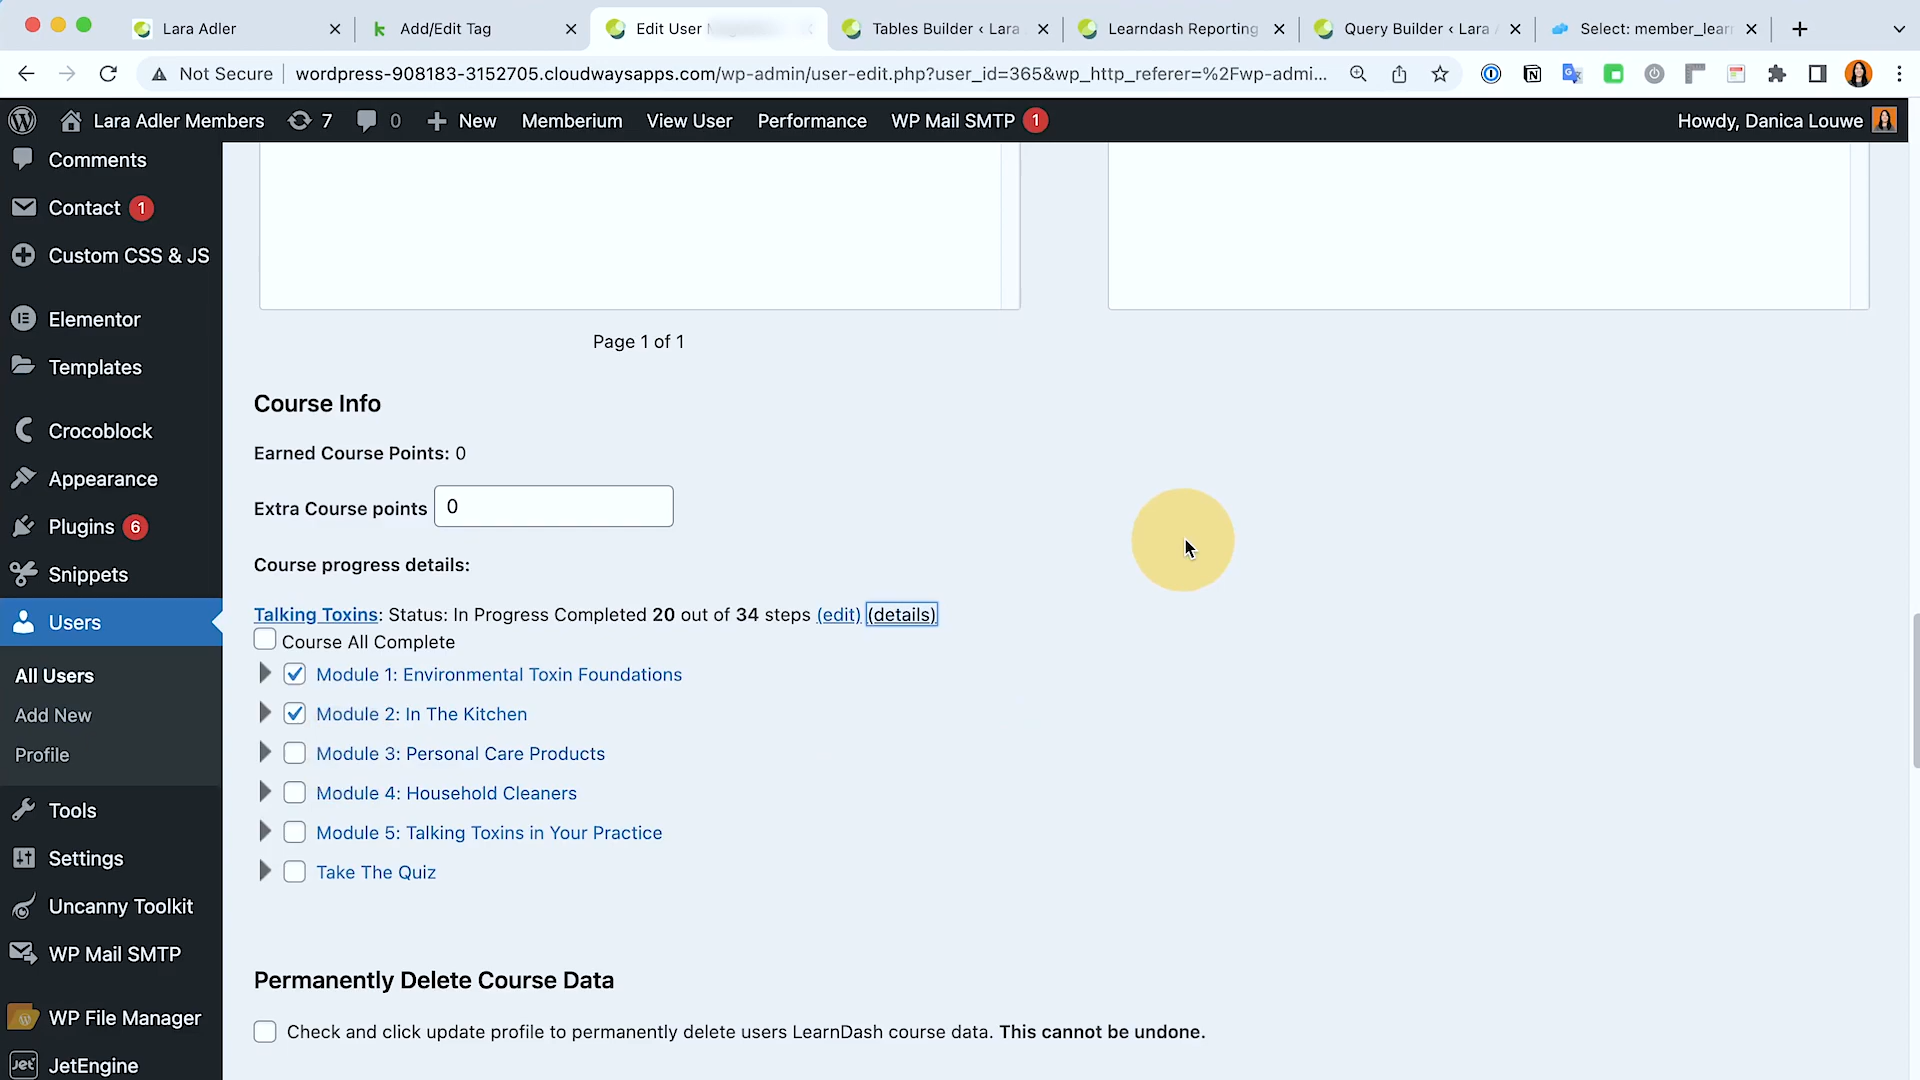 Lara Adler
Add/Edit Tag
Edit User
Tables Builder ‹ Lara
Learndash Reporting
Query Builder ‹ Lara
Select: member_lear
Not Secure
wordpress-908183-3152705.cloudwaysapps.com/wp-admin/user-edit.php?user_id=365&wp_http_referer=%2Fwp-admi...
Lara Adler Members
7
0
New
Memberium
View User
Performance
WP Mail SMTP 1
Howdy, Danica Louwe
Comments
Contact 1
Custom CSS & JS
Elementor
Templates
Crocoblock
Appearance
Plugins 6
Snippets
Users
All Users
Add New
Profile
Tools
Settings
Uncanny Toolkit
WP Mail SMTP
WP File Manager
JetEngine
Page 1 of 1
Course Info
Earned Course Points: 0
Extra Course points 0
Course progress details:
Talking Toxins: Status: In Progress Completed 20 out of 34 steps (edit) (details)
Course All Complete
Module 1: Environmental Toxin Foundations
Module 2: In The Kitchen
Module 3: Personal Care Products
Module 4: Household Cleaners
Module 5: Talking Toxins in Your Practice
Take The Quiz
Permanently Delete Course Data
Check and click update profile to permanently delete users LearnDash course data. This cannot be undone.